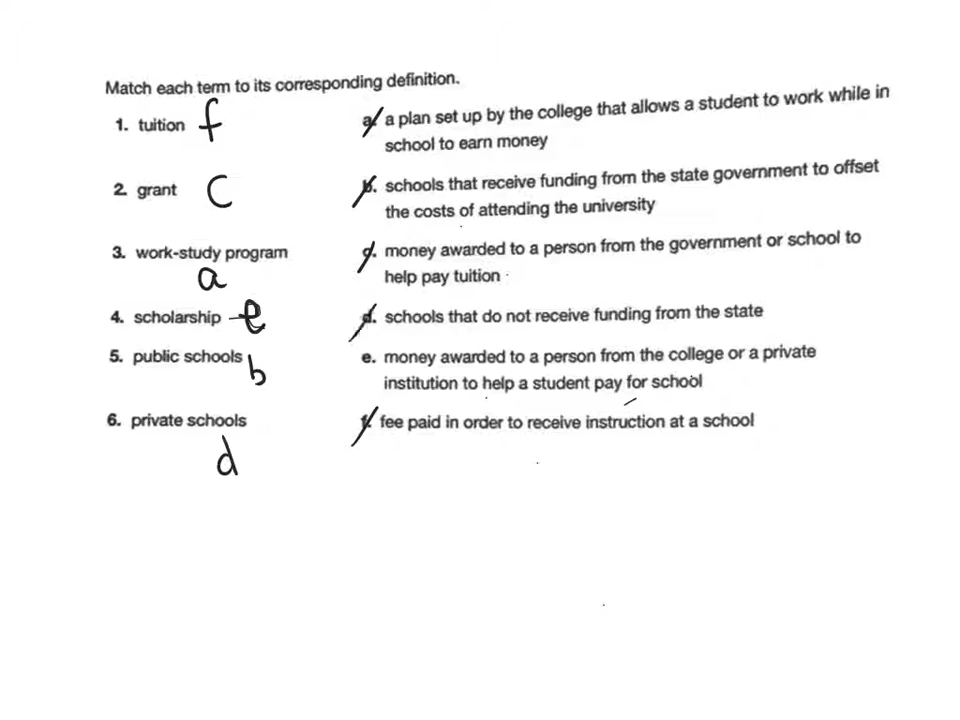 Match each term to its corresponding definition.
1. tuition f
a. a plan set up by the college that allows a student to work while in
school to earn money
2. grant C
b. schools that receive funding from the state government to offset
the costs of attending the university
3. work-study program
a
c. money awarded to a person from the government or school to
help pay tuition
4. scholarship e
d. schools that do not receive funding from the state
5. public schools b
e. money awarded to a person from the college or a private
institution to help a student pay for school
6. private schools
d
f. fee paid in order to receive instruction at a school